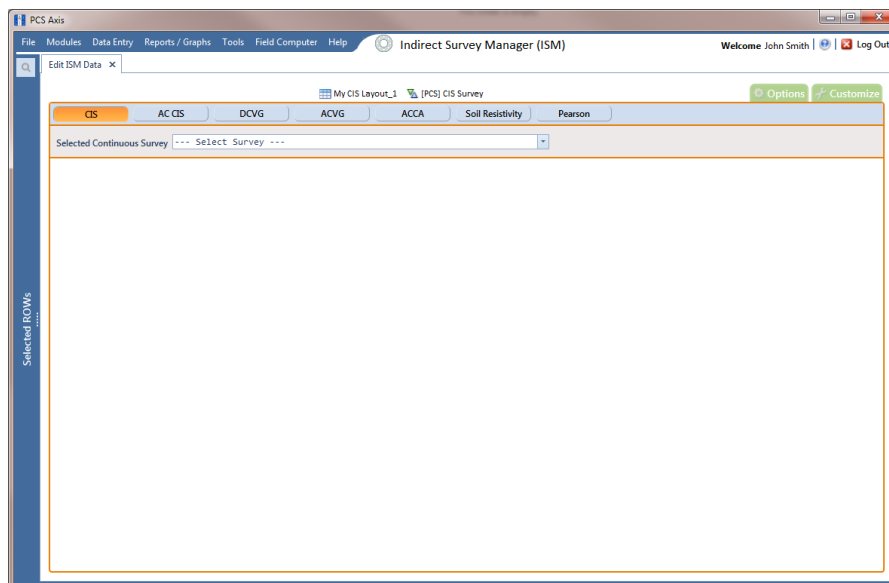 PCS Axis
File Modules Data Entry Reports / Graphs Tools Field Computer Help Indirect Survey Manager (ISM) Welcome John Smith | | Log Out
Edit ISM Data
My CIS Layout_1 [PCS] CIS Survey Options Customize
CIS AC CIS DCVG ACVG ACCA Soil Resistivity Pearson
Selected Continuous Survey --- Select Survey ---
Selected ROWs